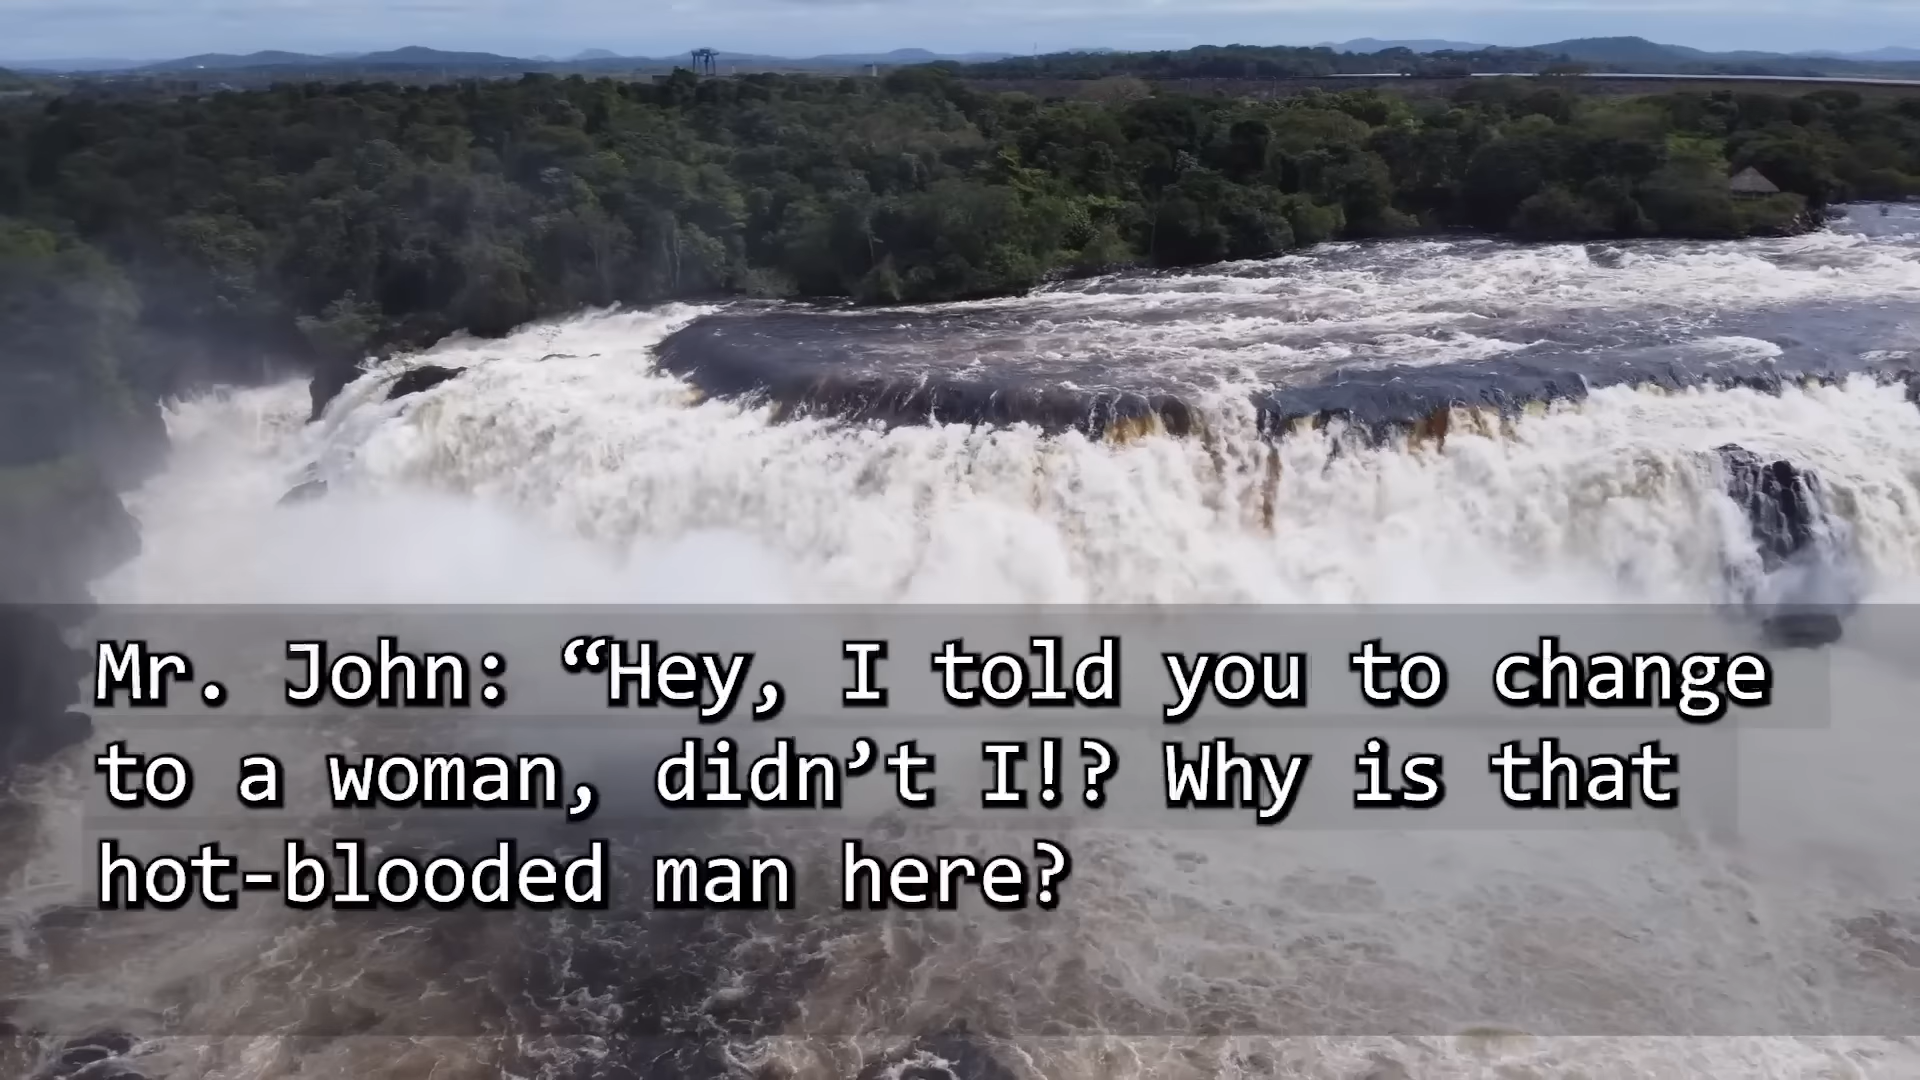 Mr. John: “Hey, I told you to change
to a woman, didn’t I!? Why is that
hot-blooded man here?